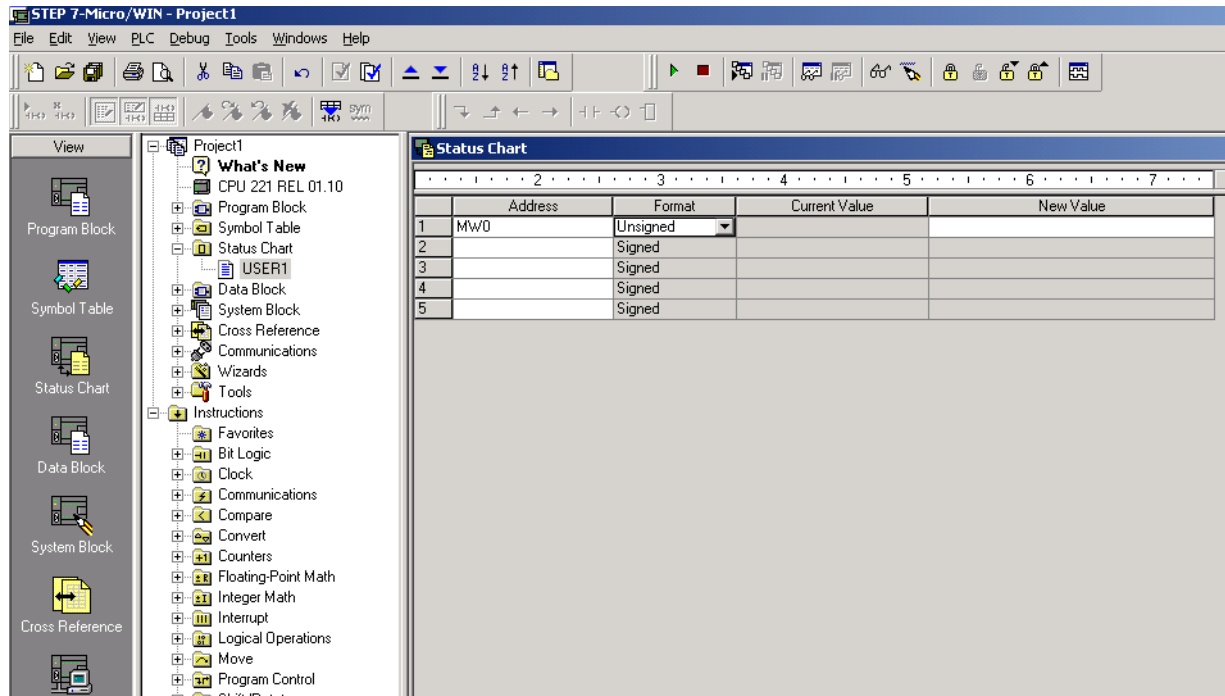 STEP 7-Micro/WIN - Project1
File Edit View PLC Debug Tools Windows Help
sym
View
Program Block
Symbol Table
Status Chart
Data Block
System Block
Cross Reference
Project1
What's New
CPU 221 REL 01.10
Program Block
Symbol Table
Status Chart
USER1
Data Block
System Block
Cross Reference
Communications
Wizards
Tools
Instructions
Favorites
Bit Logic
Clock
Communications
Compare
Convert
Counters
Floating-Point Math
Integer Math
Interrupt
Logical Operations
Move
Program Control
Status Chart
2 3 4 5 6 7
Address Format Current Value New Value
1 MW0 Unsigned
2 Signed
3 Signed
4 Signed
5 Signed